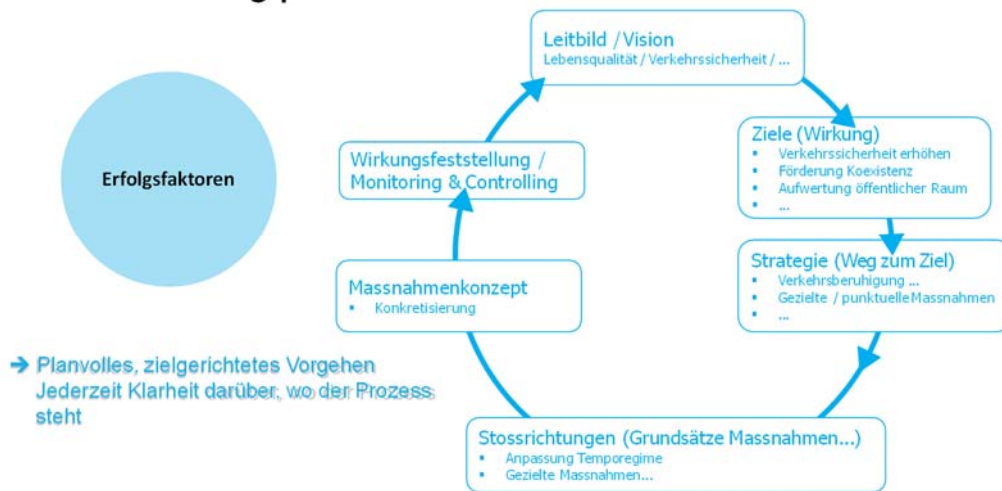 Erfolgsfaktoren
Leitbild / Vision
Lebensqualität / Verkehrssicherheit / ...
Ziele (Wirkung)
▪ Verkehrssicherheit erhöhen
▪ Förderung Koexistenz
▪ Aufwertung öffentlicher Raum
▪ ...
Strategie (Weg zum Ziel)
▪ Verkehrsberuhigung ...
▪ Gezielte / punktuelle Massnahmen
▪ ...
Stossrichtungen (Grundsätze Massnahmen...)
▪ Anpassung Temporegime
▪ Gezielte Massnahmen...
Massnahmenkonzept
▪ Konkretisierung
Wirkungsfeststellung /
Monitoring & Controlling
➔ Planvolles, zielgerichtetes Vorgehen
Jederzeit Klarheit darüber, wo der Prozess
steht